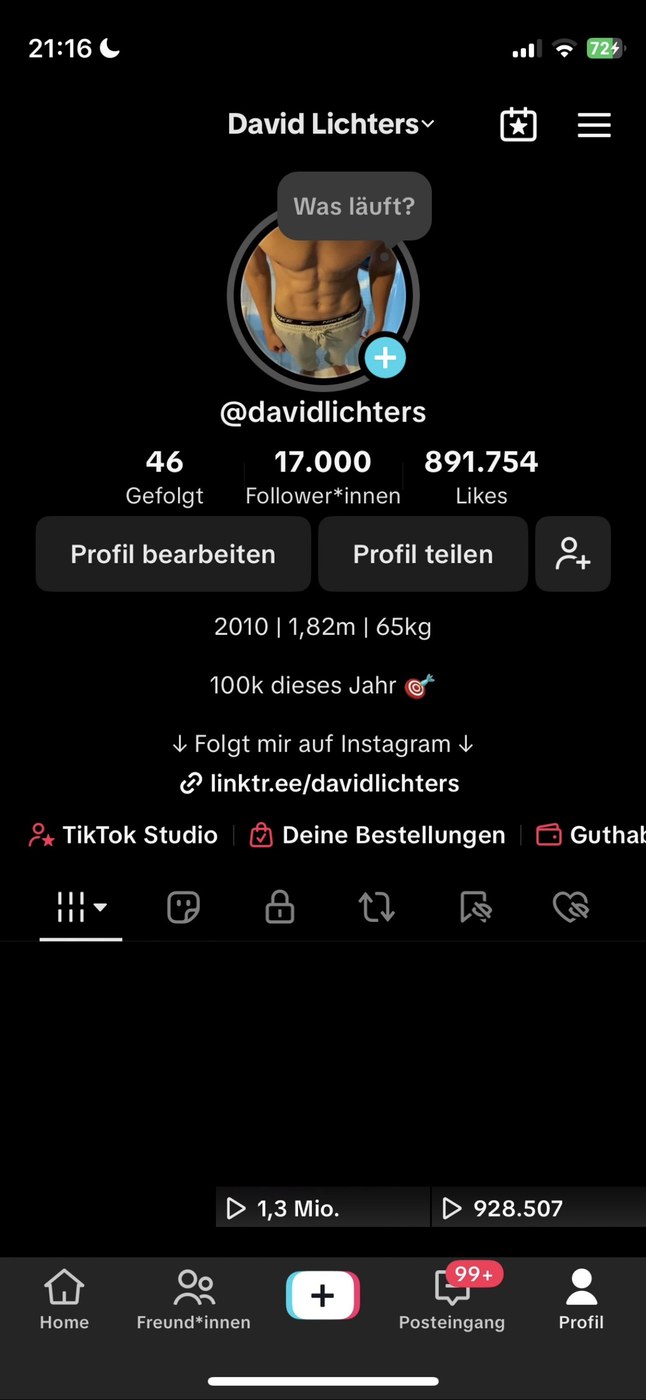 21:16
72
David Lichters
Was läuft?
@davidlichters
46 17.000 891.754
Gefolgt Follower*innen Likes
Profil bearbeiten Profil teilen
2010 | 1,82m | 65kg
100k dieses Jahr 🎯
↓ Folgt mir auf Instagram ↓
linktr.ee/davidlichters
TikTok Studio Deine Bestellungen Guthab
1,3 Mio. 928.507
99+
Home Freund*innen Posteingang Profil